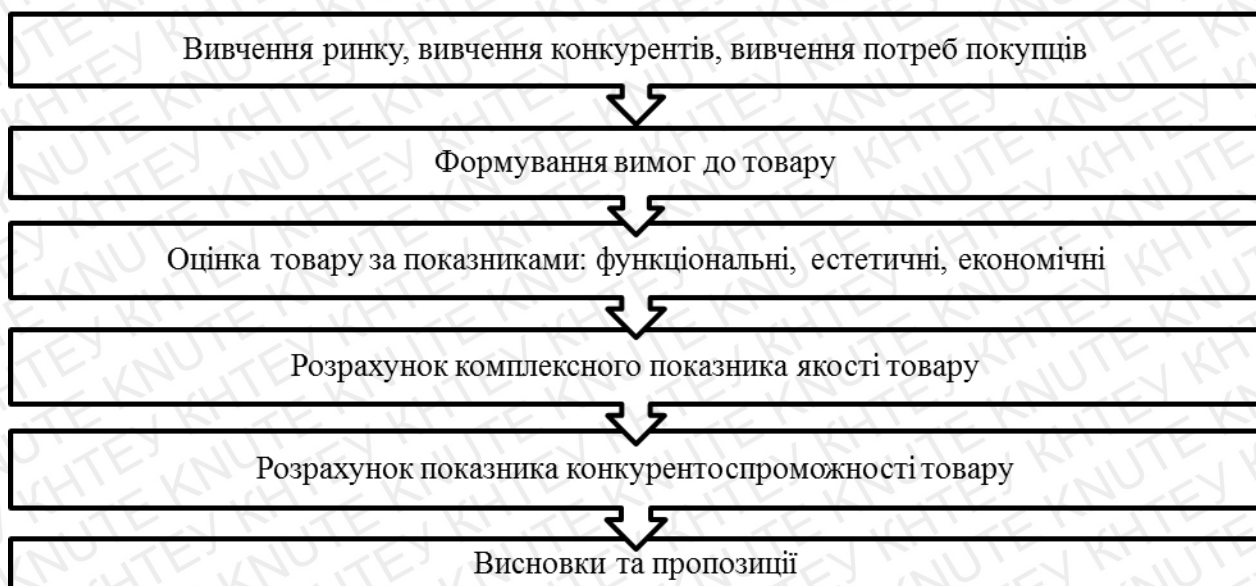 Вивчення ринку, вивчення конкурентів, вивчення потреб покупців
Формування вимог до товару
Оцінка товару за показниками: функціональні, естетичні, економічні
Розрахунок комплексного показника якості товару
Розрахунок показника конкурентоспроможності товару
Висновки та пропозиції